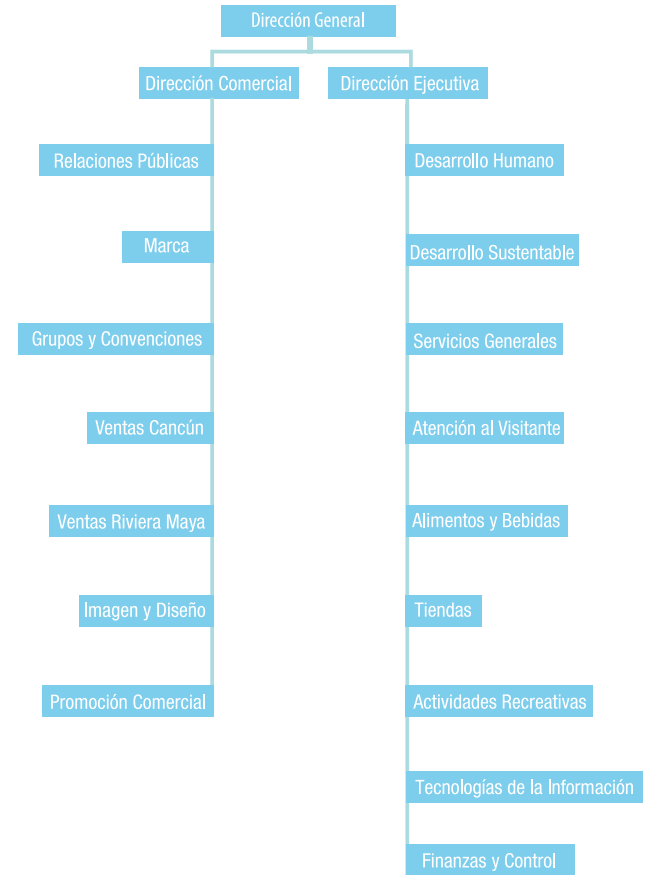 Dirección General
Dirección Comercial
Dirección Ejecutiva
Relaciones Públicas
Desarrollo Humano
Marca
Desarrollo Sustentable
Grupos y Convenciones
Servicios Generales
Ventas Cancún
Atención al Visitante
Ventas Riviera Maya
Alimentos y Bebidas
Imagen y Diseño
Tiendas
Promoción Comercial
Actividades Recreativas
Tecnologías de la Información
Finanzas y Control